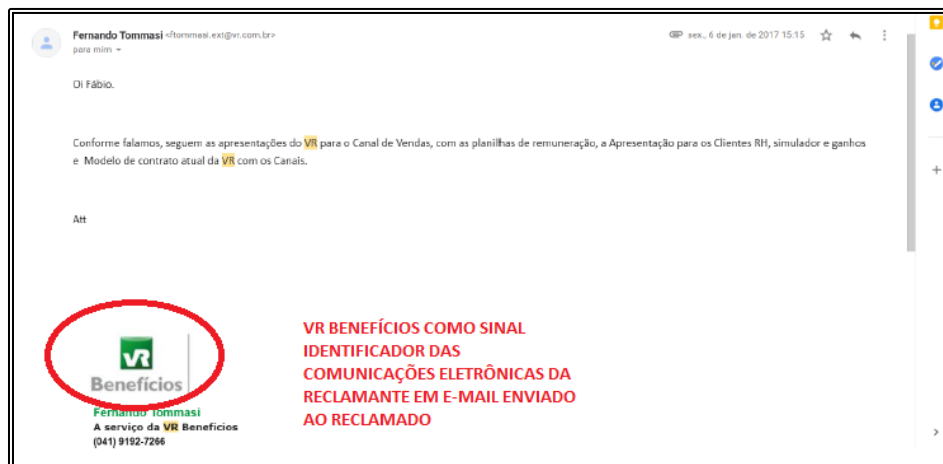 Fernando Tommasi <ftommasi.ext@vr.com.br>
sex., 6 de jan. de 2017 15:15
para mim
Oi Fábio.
Conforme falamos, seguem as apresentações do VR para o Canal de Vendas, com as planilhas de remuneração, a Apresentação para os Clientes RH, simulador e ganhos
e Modelo de contrato atual da VR com os Canais.
Att
VR
Benefícios
Fernando Tommasi
A serviço da VR Beneficios
(041) 9192-7266
VR BENEFÍCIOS COMO SINAL
IDENTIFICADOR DAS
COMUNICAÇÕES ELETRÔNICAS DA
RECLAMANTE EM E-MAIL ENVIADO
AO RECLAMADO